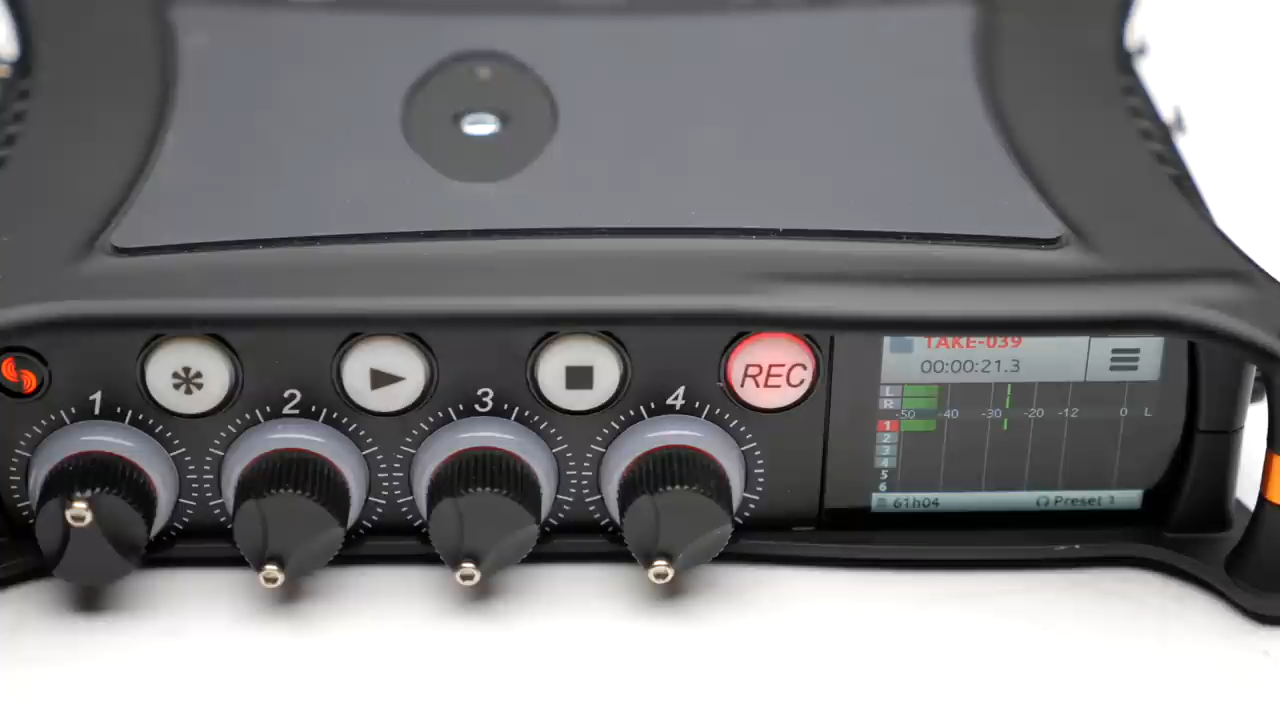 TAKE-039
00:00:21.3
REC
1 2 3 4
L
R
-50 -40 -30 -20 -12 0 L
1
2
3
4
5
6
61h04 Preset 1